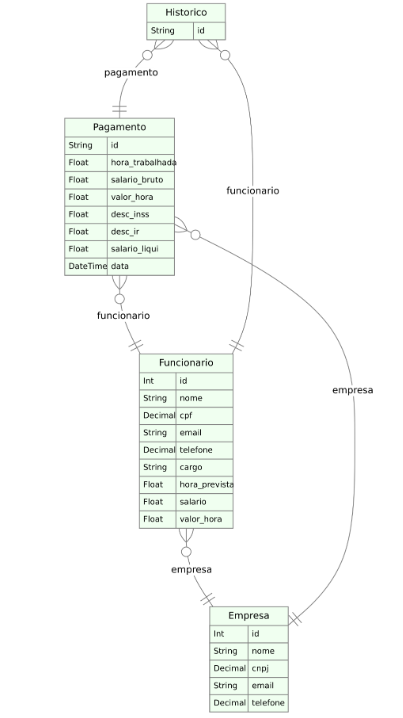 Historico
String id
pagamento
Pagamento
String id
Float hora_trabalhada
Float salario_bruto
Float valor_hora
Float desc_inss
Float desc_ir
Float salario_liqui
DateTime data
funcionario
empresa
funcionario
Funcionario
Int id
String nome
Decimal cpf
String email
Decimal telefone
String cargo
Float hora_prevista
Float salario
Float valor_hora
empresa
Empresa
Int id
String nome
Decimal cnpj
String email
Decimal telefone